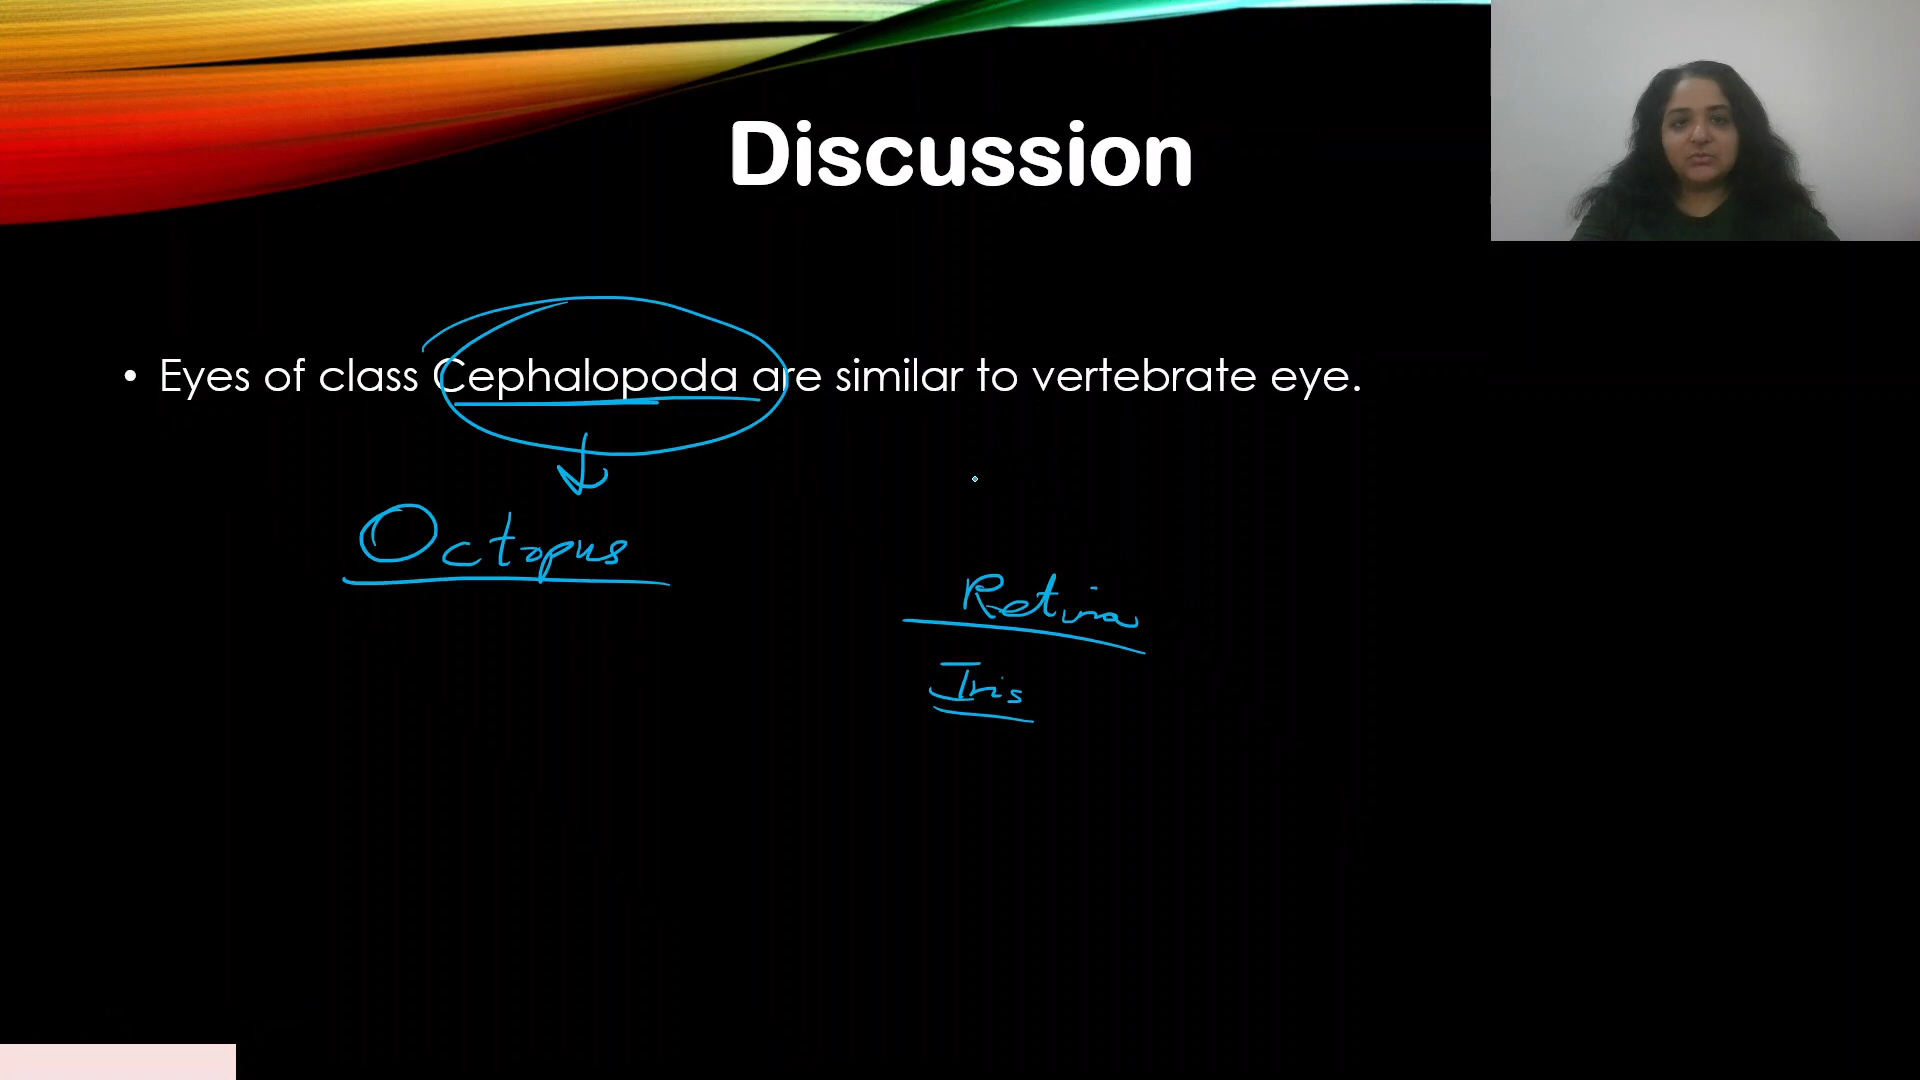 Discussion
• Eyes of class Cephalopoda are similar to vertebrate eye.
Octopus
Retina
Iris